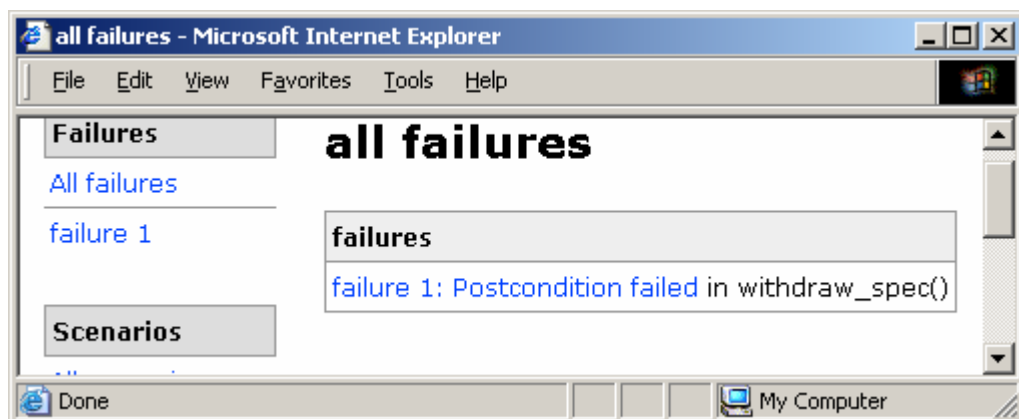 all failures - Microsoft Internet Explorer
File Edit View Favorites Tools Help
Failures
All failures
failure 1
Scenarios
all failures
failures
failure 1: Postcondition failed in withdraw_spec()
Done
My Computer